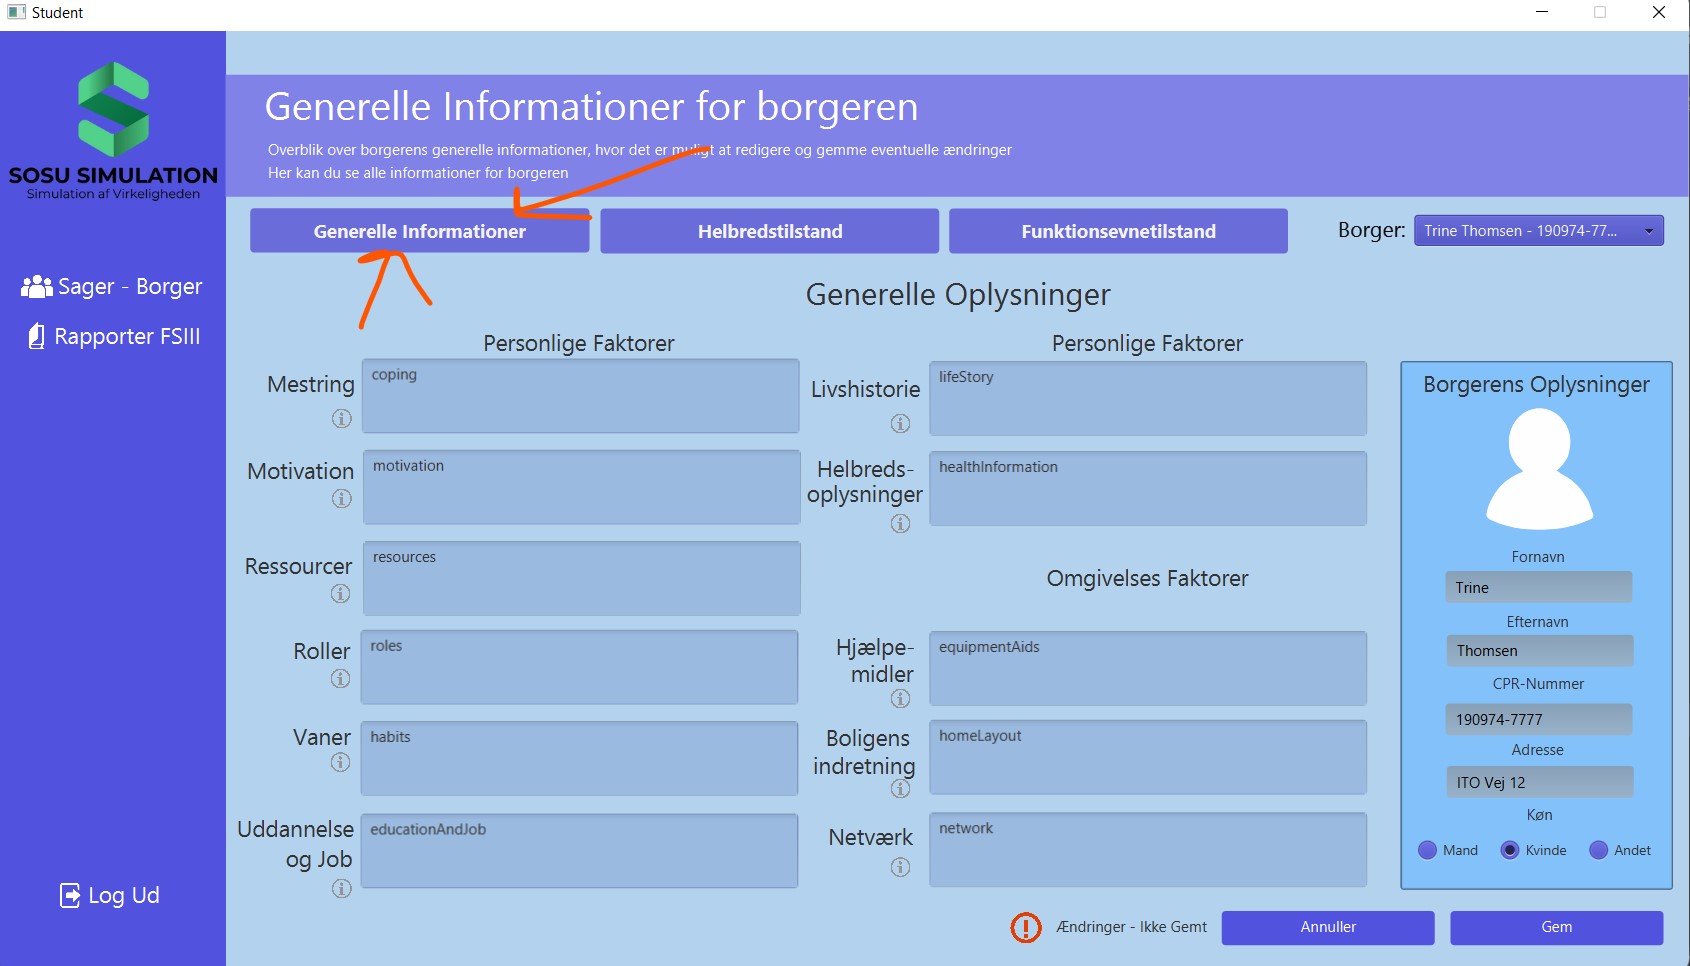 Student
SOSU SIMULATION
Simulation af Virkeligheden
Sager - Borger
Rapporter FSIII
Log Ud
Generelle Informationer for borgeren
Overblik over borgerens generelle informationer, hvor det er muligt at redigere og gemme eventuelle ændringer
Her kan du se alle informationer for borgeren
Generelle Informationer
Helbredstilstand
Funktionsevnetilstand
Borger:
Trine Thomsen - 190974-77...
Generelle Oplysninger
Personlige Faktorer
Mestring
coping
Motivation
motivation
Ressourcer
resources
Roller
roles
Vaner
habits
Uddannelse
og Job
educationAndJob
Personlige Faktorer
Livshistorie
lifeStory
Helbreds-
oplysninger
healthInformation
Omgivelses Faktorer
Hjælpe-
midler
equipmentAids
Boligens
indretning
homeLayout
Netværk
network
Borgerens Oplysninger
Fornavn
Trine
Efternavn
Thomsen
CPR-Nummer
190974-7777
Adresse
ITO Vej 12
Køn
Mand
Kvinde
Andet
Ændringer - Ikke Gemt
Annuller
Gem